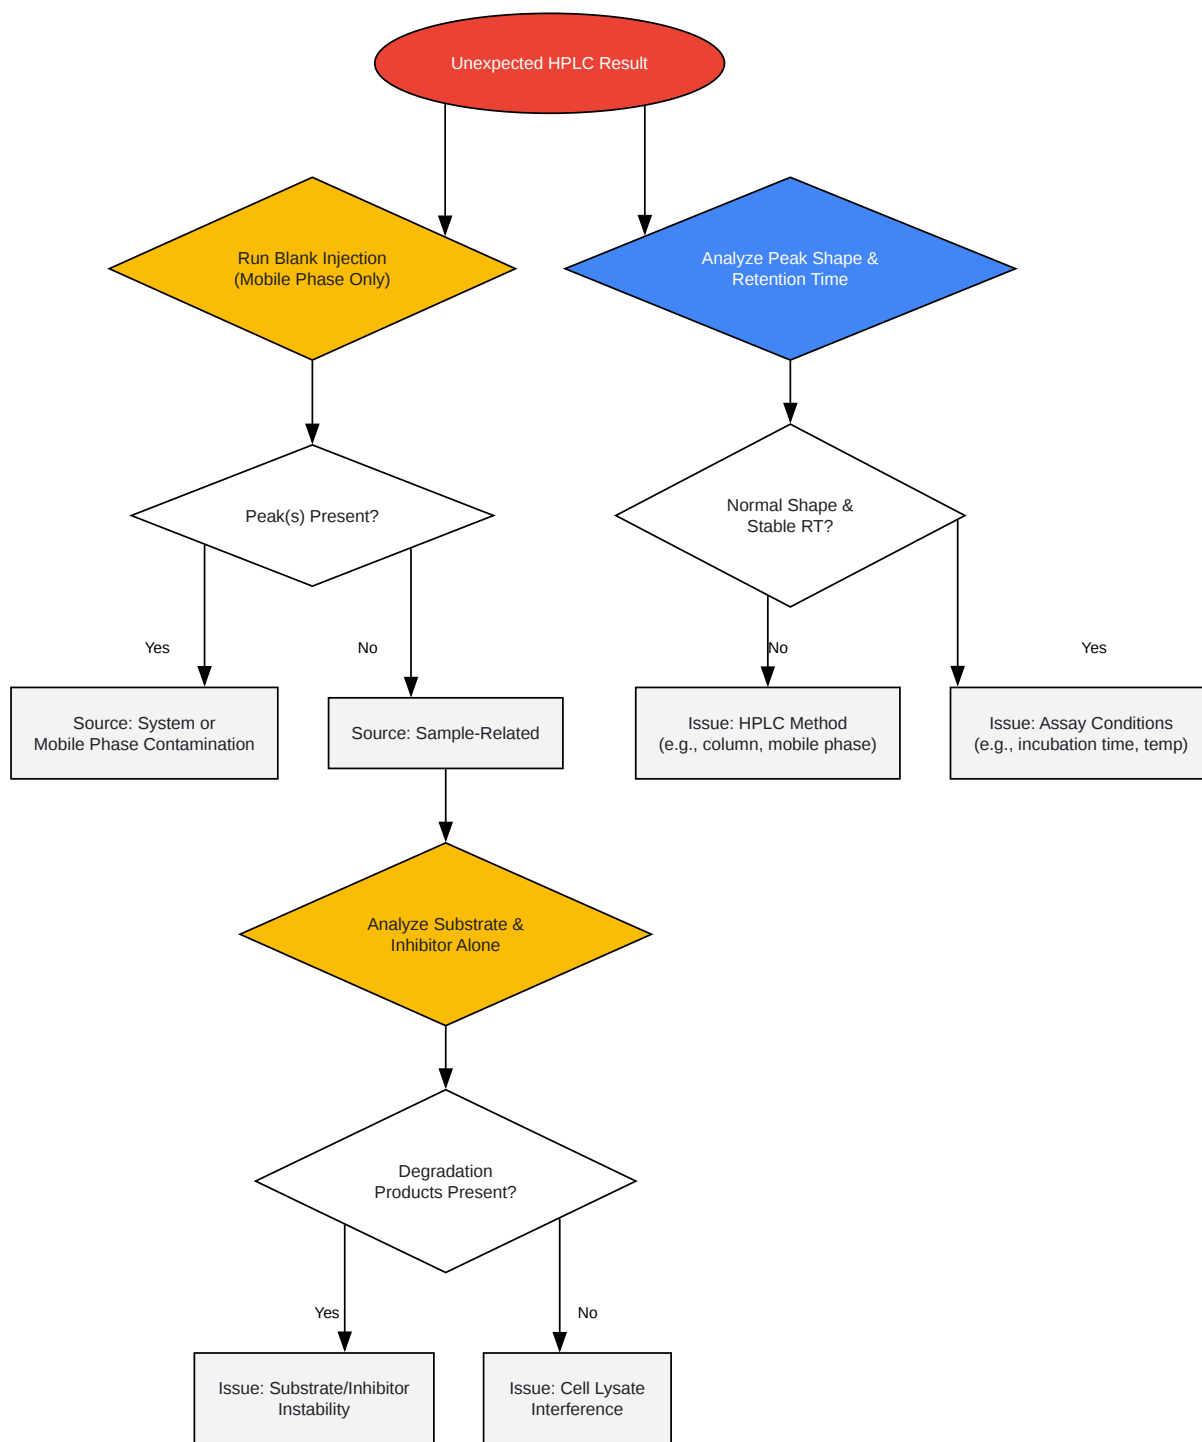 Unexpected HPLC Result
Run Blank Injection
(Mobile Phase Only)
Analyze Peak Shape &
Retention Time
Peak(s) Present?
Normal Shape &
Stable RT?
Yes
No
No
Yes
Source: System or
Mobile Phase Contamination
Source: Sample-Related
Issue: HPLC Method
(e.g., column, mobile phase)
Issue: Assay Conditions
(e.g., incubation time, temp)
Analyze Substrate &
Inhibitor Alone
Degradation
Products Present?
Yes
No
Issue: Substrate/Inhibitor
Instability
Issue: Cell Lysate
Interference